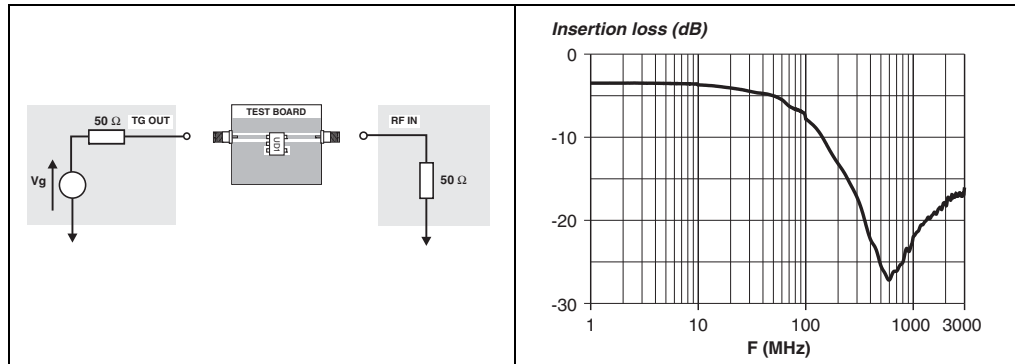 50 Ω TG OUT
Vg
TEST BOARD
UD1
RF IN
50 Ω
Insertion loss (dB)
0
-10
-20
-30
1 10 100 1000 3000
F (MHz)